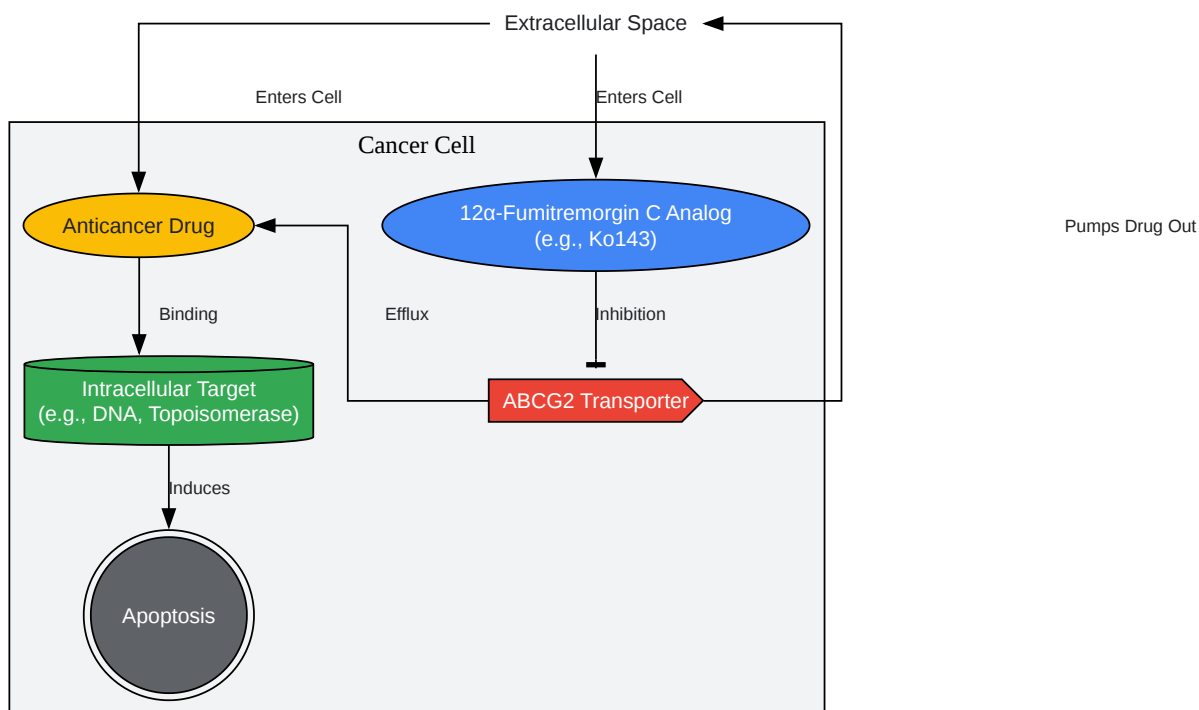 Extracellular Space
Enters Cell
Enters Cell
Cancer Cell
Anticancer Drug
12α-Fumitremorgin C Analog
(e.g., Ko143)
Pumps Drug Out
Binding
Efflux
Inhibition
Intracellular Target
(e.g., DNA, Topoisomerase)
ABCG2 Transporter
Induces
Apoptosis